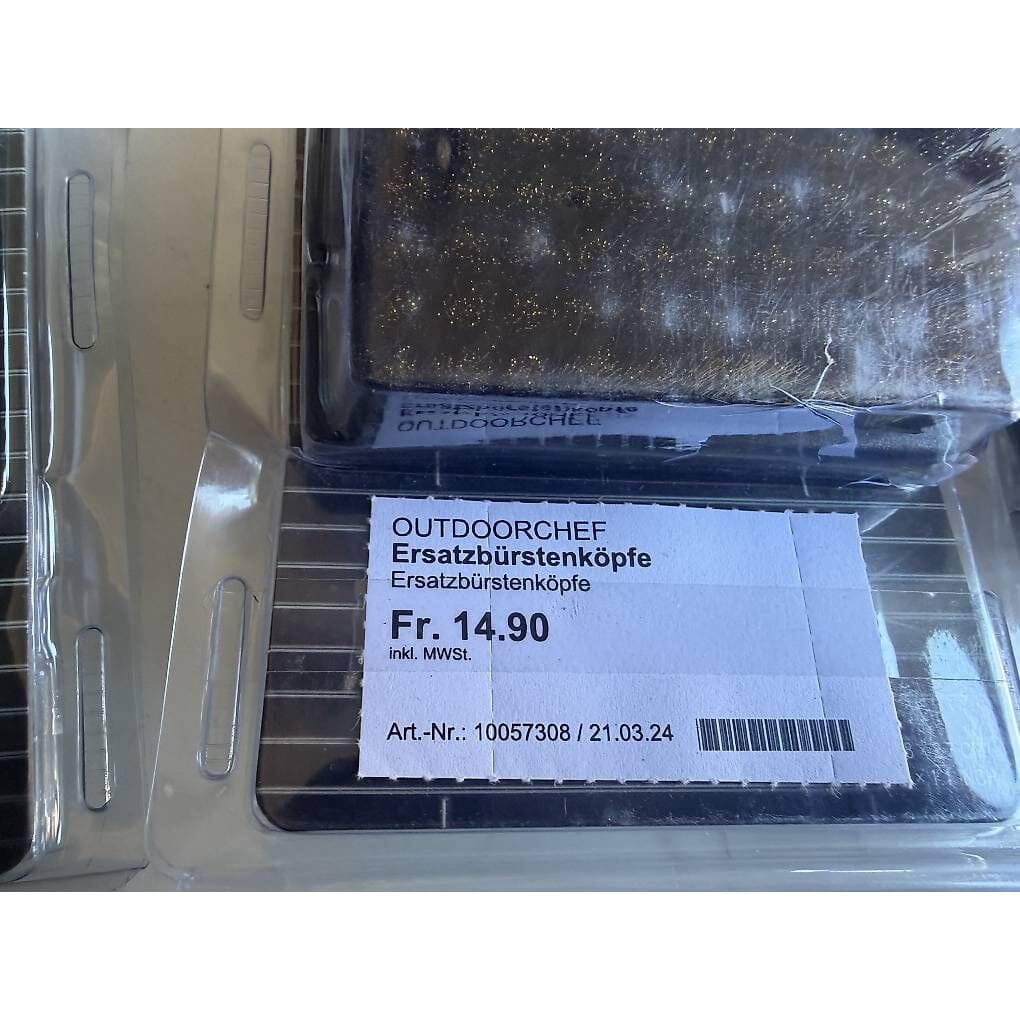 OUTDOORCHEF
Ersatzbürstenköpfe
Ersatzbürstenköpfe
Fr. 14.90
inkl. MWSt.
Art.-Nr.: 10057308 / 21.03.24